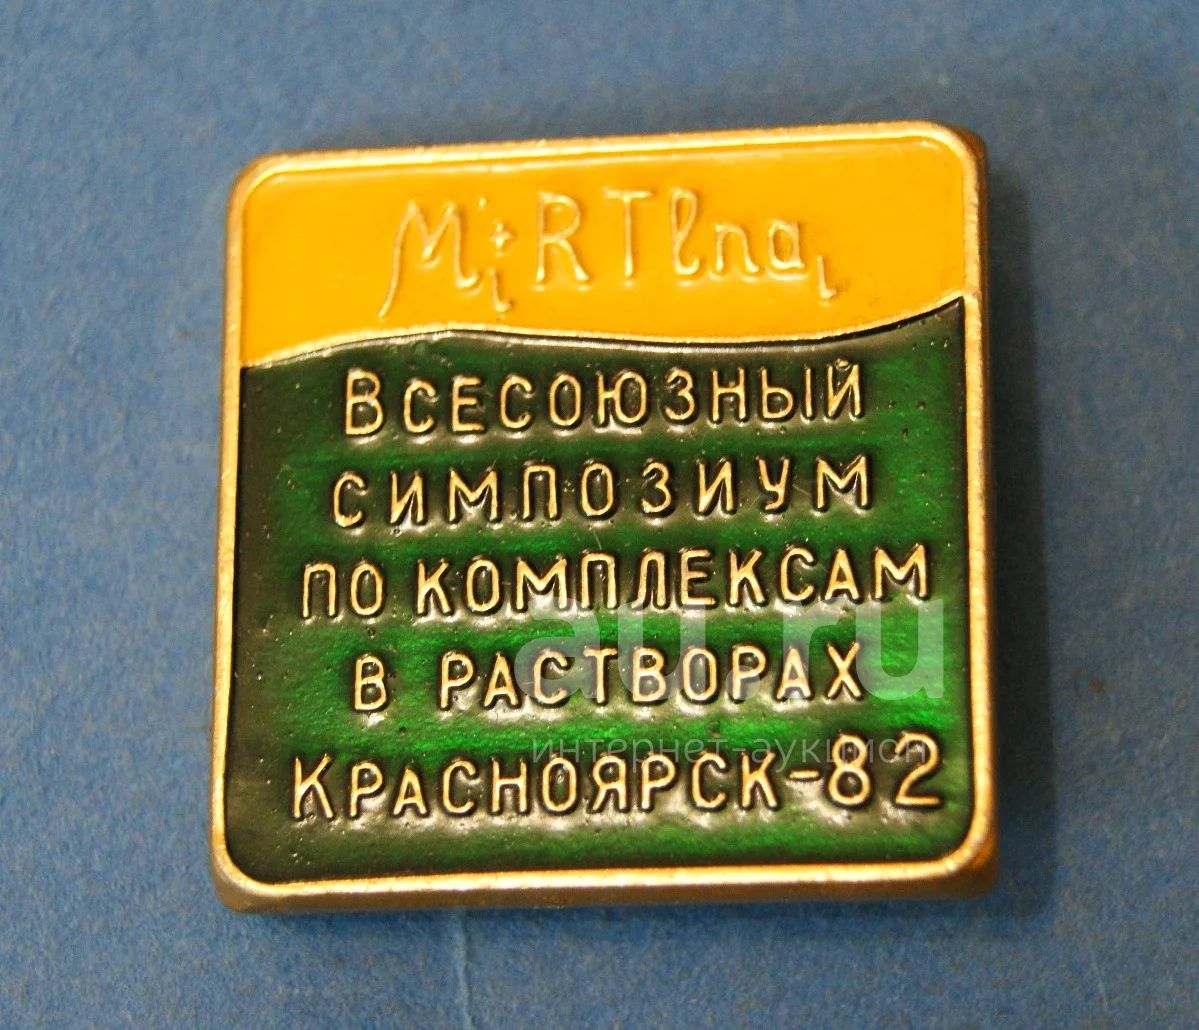 Mi + RTlnai
Всесоюзный
симпозиум
по комплексам
в растворах
Красноярск-82
au.ru
интернет-аукцион